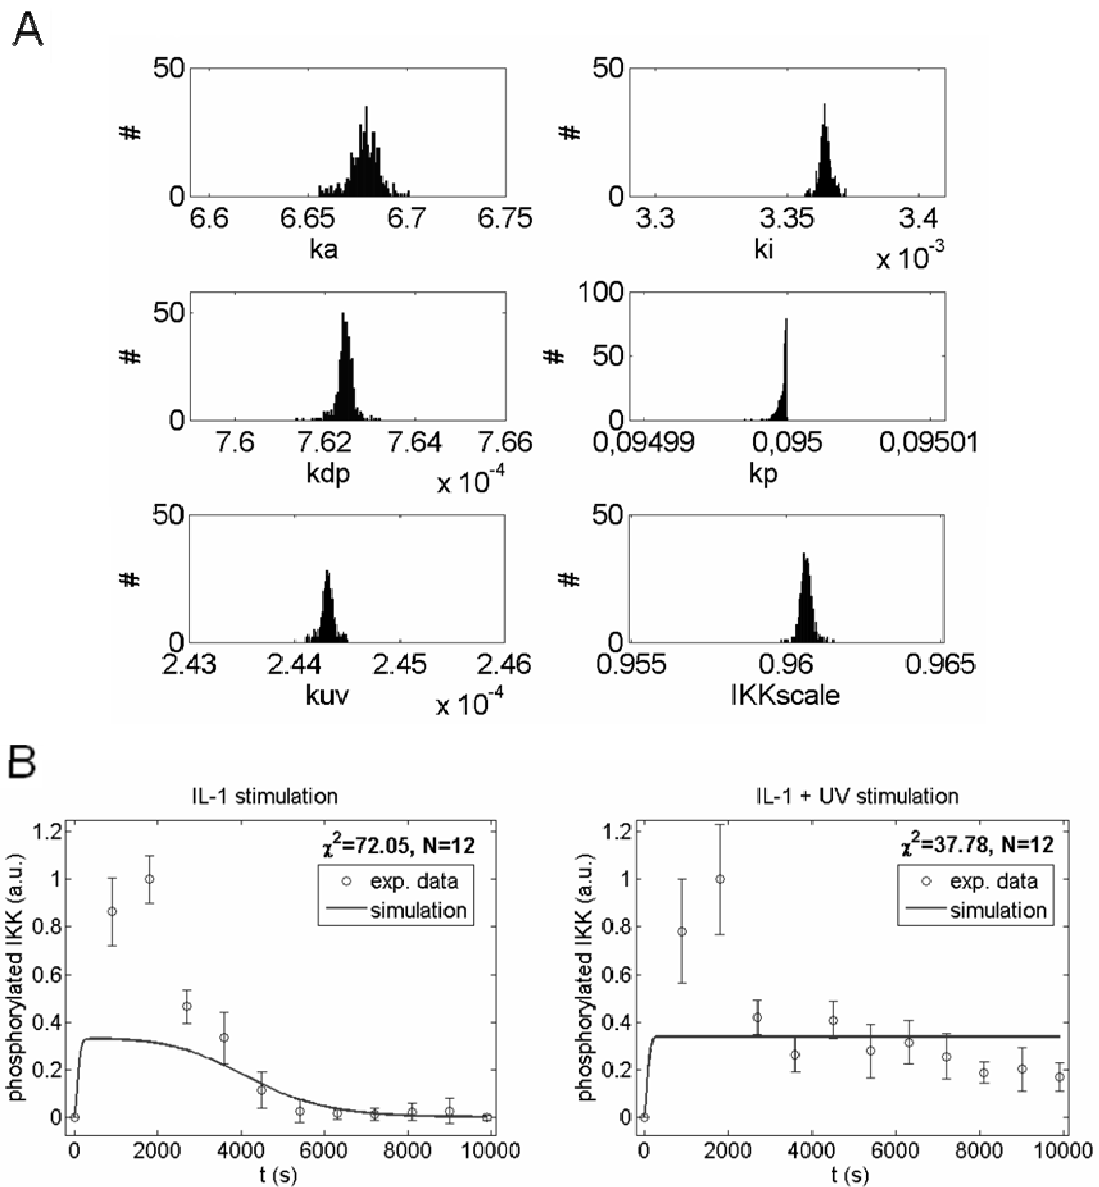 A
50 50
# #
0 0
6.6 6.65 6.7 6.75 3.3 3.35 3.4
ka ki
x 10-3
50 100
# # 50
0 0
7.6 7.62 7.64 7.66 0,09499 0,095 0,09501
kdp x 10-4 kp
50 50
# #
0 0
2.43 2.44 2.45 2.46 0.955 0.96 0.965
kuv x 10-4 IKKscale
B
IL-1 stimulation
1.2
χ2=72.05, N=12
exp. data
simulation
1
0.8
0.6
0.4
0.2
0
phosphorylated IKK (a.u.)
0 2000 4000 6000 8000 10000
t (s)
IL-1 + UV stimulation
1.2
χ2=37.78, N=12
exp. data
simulation
1
0.8
0.6
0.4
0.2
0
phosphorylated IKK (a.u.)
0 2000 4000 6000 8000 10000
t (s)